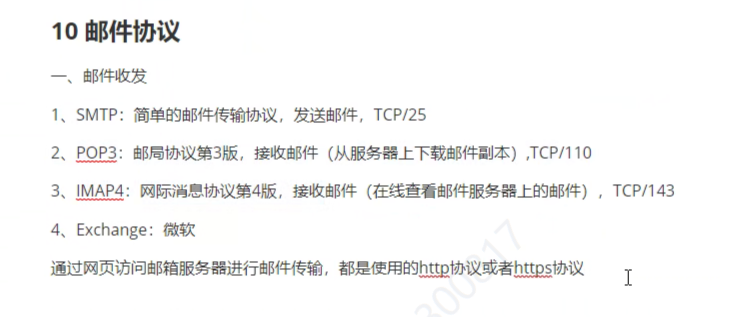 10 邮件协议
一、邮件收发
1、SMTP：简单的邮件传输协议，发送邮件，TCP/25
2、POP3：邮局协议第3版，接收邮件（从服务器上下载邮件副本）,TCP/110
3、IMAP4：网际消息协议第4版，接收邮件（在线查看邮件服务器上的邮件），TCP/143
4、Exchange：微软
通过网页访问邮箱服务器进行邮件传输，都是使用的http协议或者https协议
300817